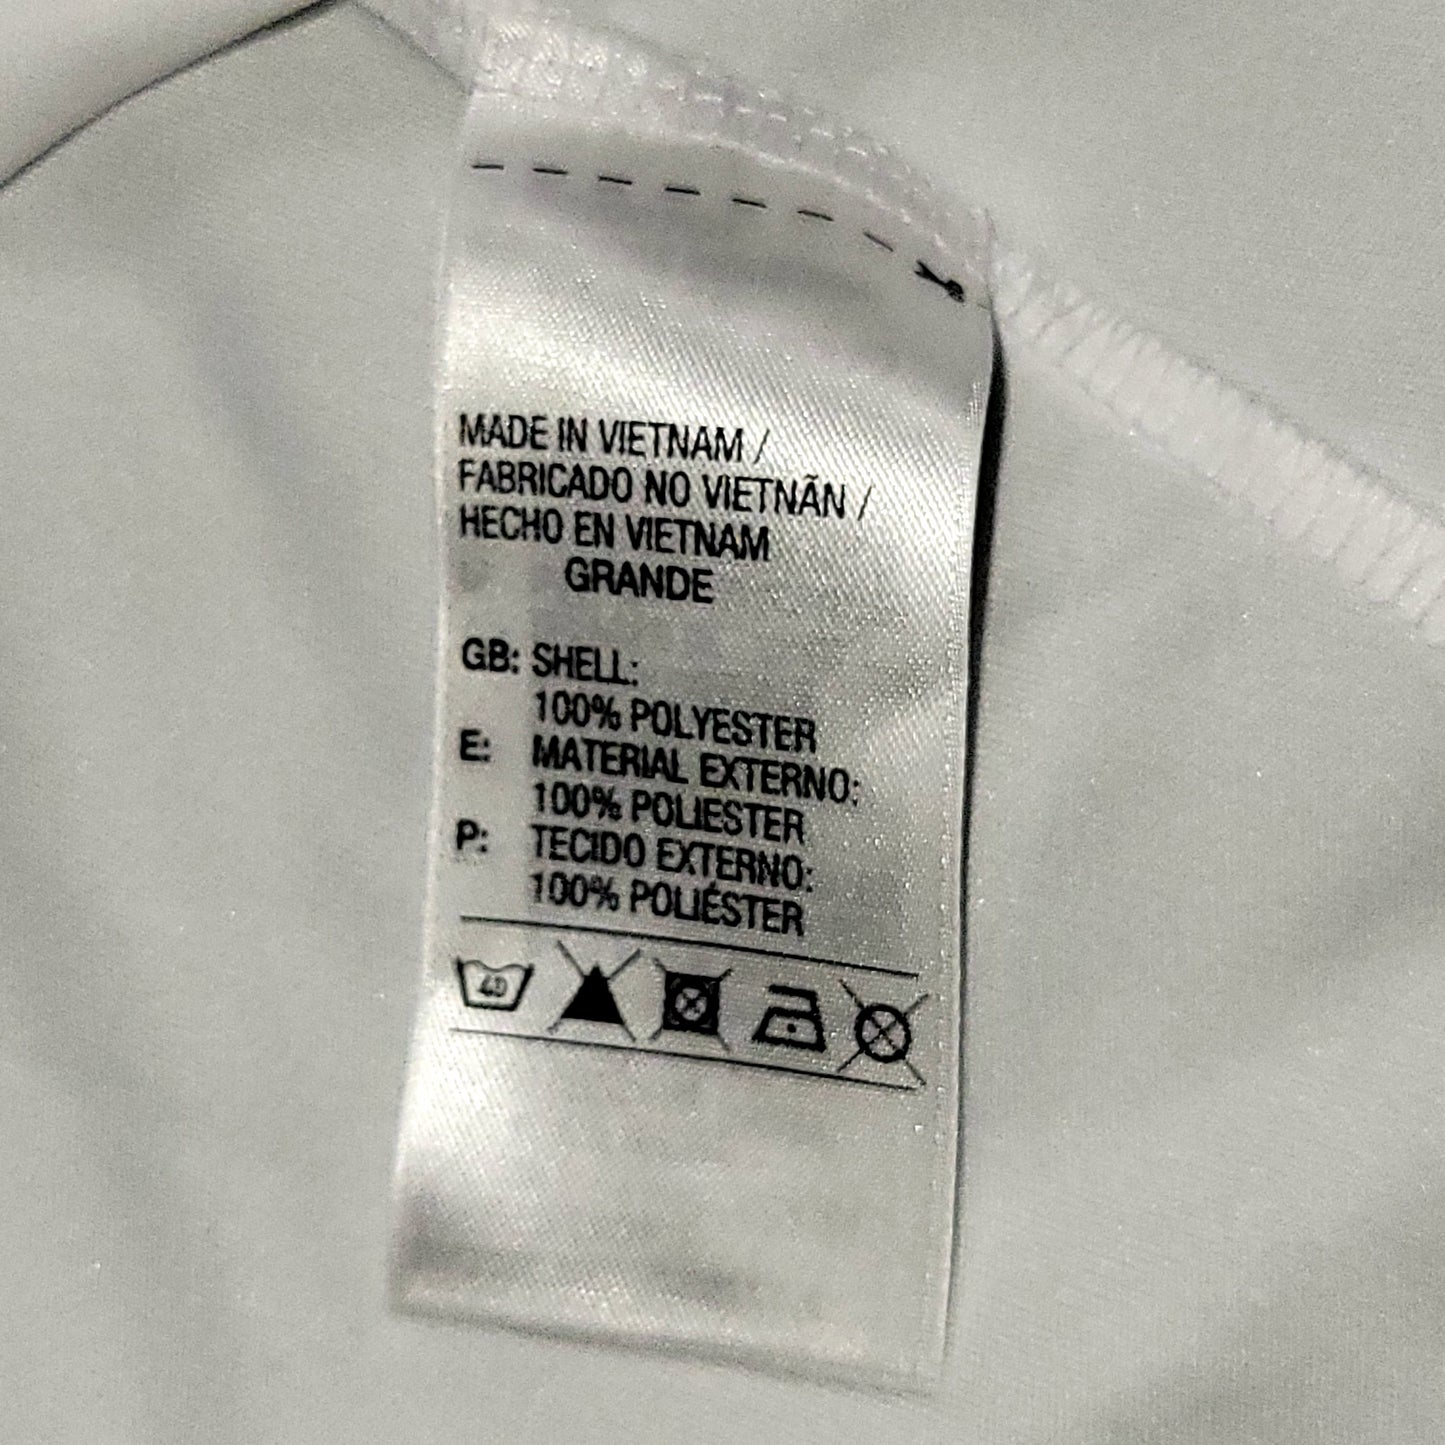 MADE IN VIETNAM /
FABRICADO NO VIETNÃN /
HECHO EN VIETNAM
GRANDE
GB: SHELL:
100% POLYESTER
E: MATERIAL EXTERNO:
100% POLIESTER
P: TECIDO EXTERNO:
100% POLIÉSTER
40